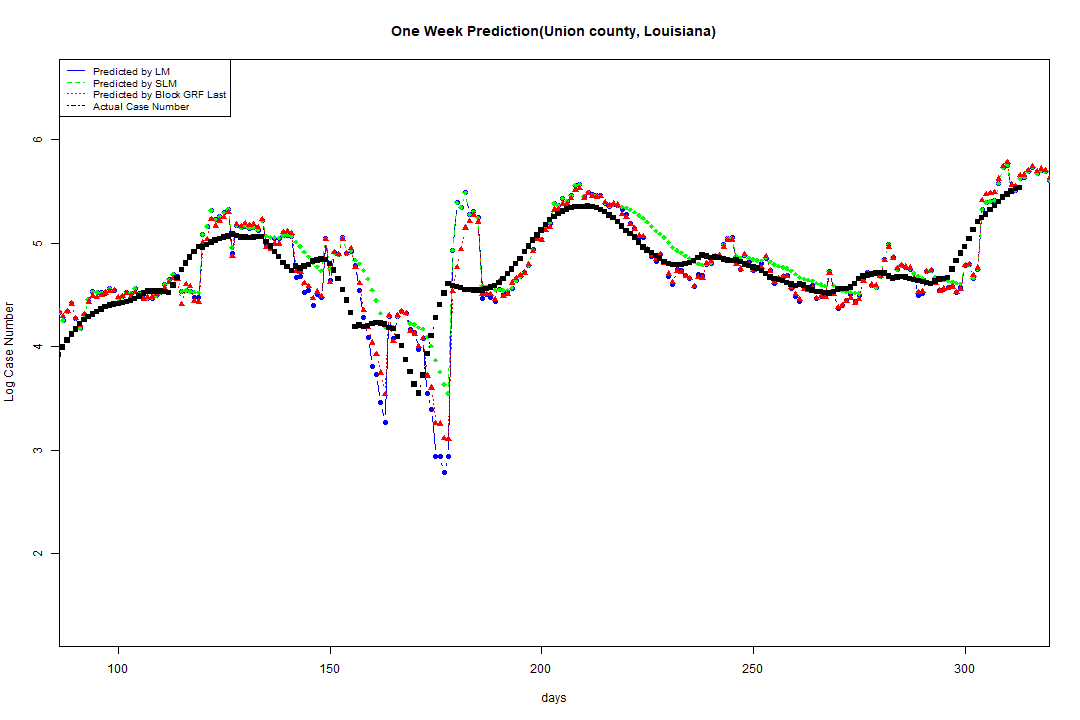 One Week Prediction(Union county, Louisiana)
Predicted by LM
Predicted by SLM
Predicted by Block GRF Last
Actual Case Number
6
5
4
3
2
Log Case Number
100 150 200 250 300
days